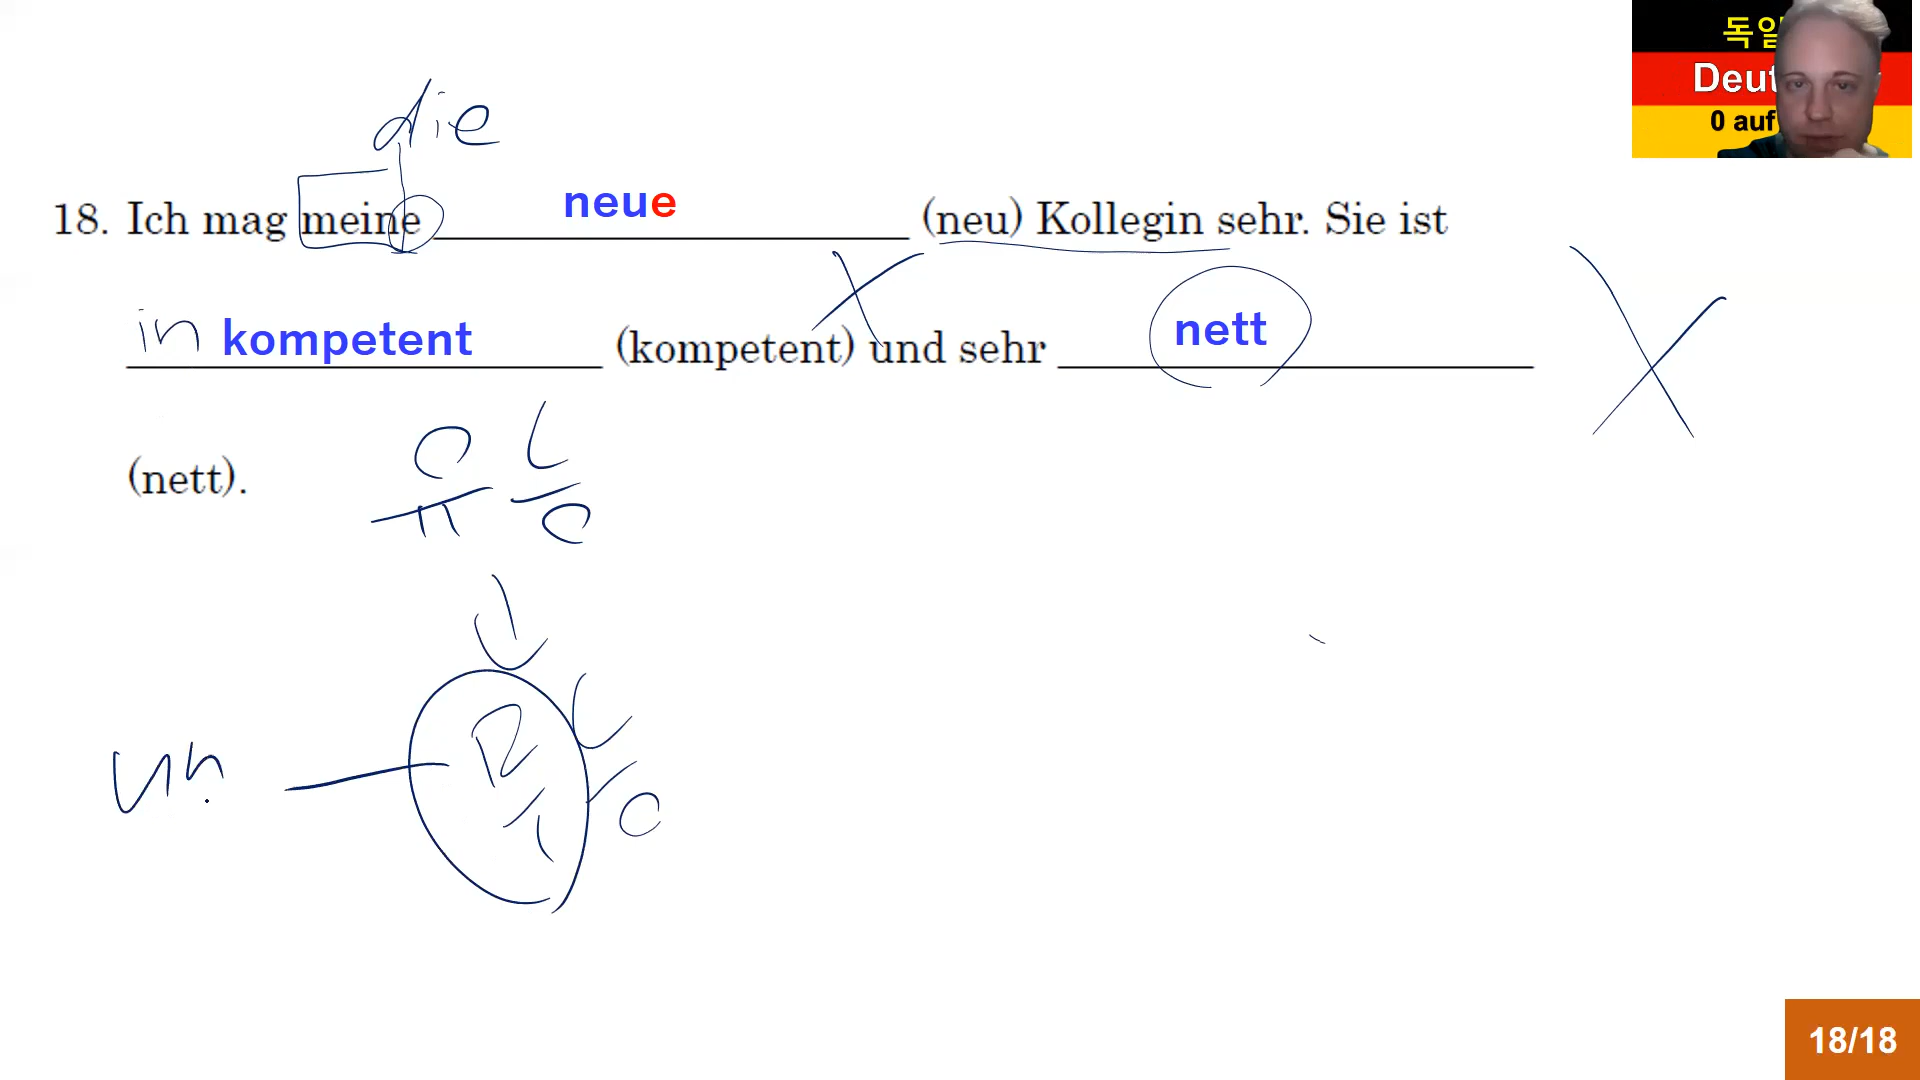 독일
Deut
0 auf
die
18. Ich mag meine neue (neu) Kollegin sehr. Sie ist
in kompetent (kompetent) und sehr nett
(nett).
un
18/18